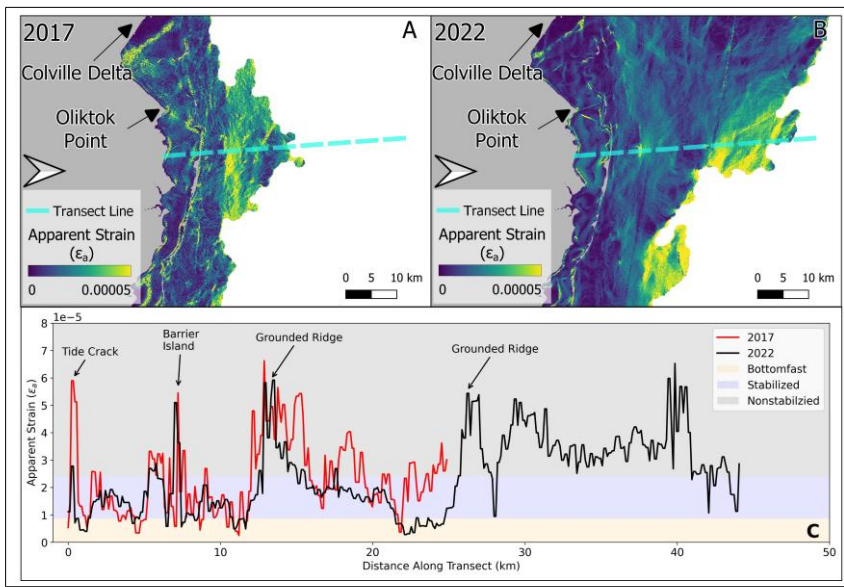 2017
A
Colville Delta
Oliktok
Point
Transect Line
Apparent Strain
(εa)
0
0.00005
0 5 10 km
2022
B
Colville Delta
Oliktok
Point
Transect Line
Apparent Strain
(εa)
0
0.00005
0 5 10 km
1e−5
8
7
6
5
4
3
2
1
0
Apparent Strain (εa)
Tide Crack
Barrier
Island
Grounded Ridge
Grounded Ridge
2017
2022
Bottomfast
Stabilized
Nonstabilzied
C
0 10 20 30 40 50
Distance Along Transect (km)